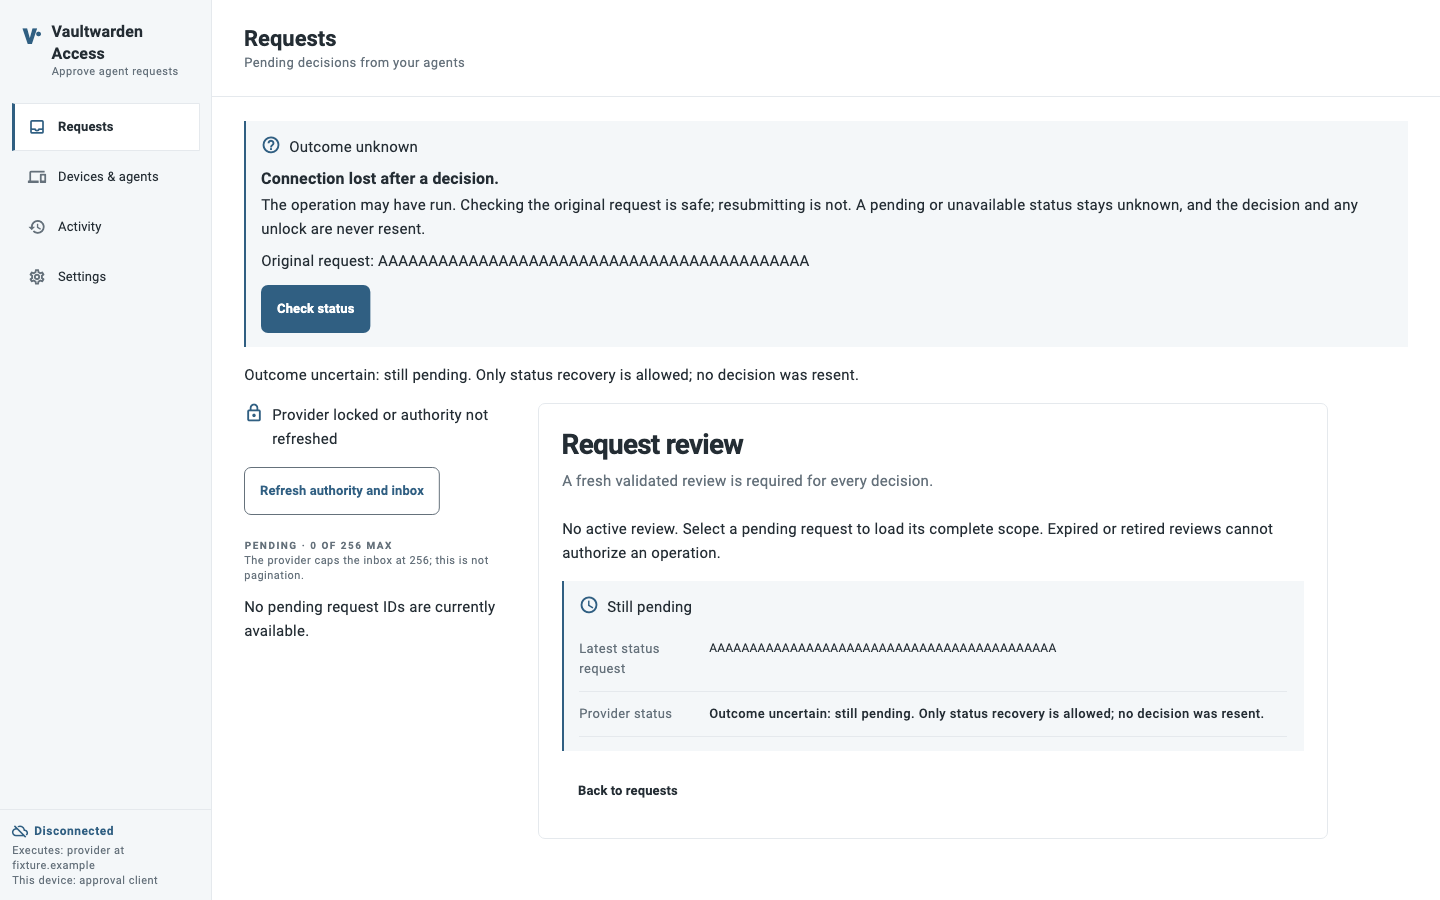 Vaultwarden
Access
Approve agent requests
Requests
Devices & agents
Activity
Settings
Disconnected
Executes: provider at
fixture.example
This device: approval client
Requests
Pending decisions from your agents
Outcome unknown
Connection lost after a decision.
The operation may have run. Checking the original request is safe; resubmitting is not. A pending or unavailable status stays unknown, and the decision and any
unlock are never resent.
Original request: AAAAAAAAAAAAAAAAAAAAAAAAAAAAAAAAAAAAAAAAAAA
Check status
Outcome uncertain: still pending. Only status recovery is allowed; no decision was resent.
Provider locked or authority not
refreshed
Refresh authority and inbox
PENDING · 0 OF 256 MAX
The provider caps the inbox at 256; this is not
pagination.
No pending request IDs are currently
available.
Request review
A fresh validated review is required for every decision.
No active review. Select a pending request to load its complete scope. Expired or retired reviews cannot
authorize an operation.
Still pending
Latest status
request
AAAAAAAAAAAAAAAAAAAAAAAAAAAAAAAAAAAAAAAAAAA
Provider status
Outcome uncertain: still pending. Only status recovery is allowed; no decision was resent.
Back to requests